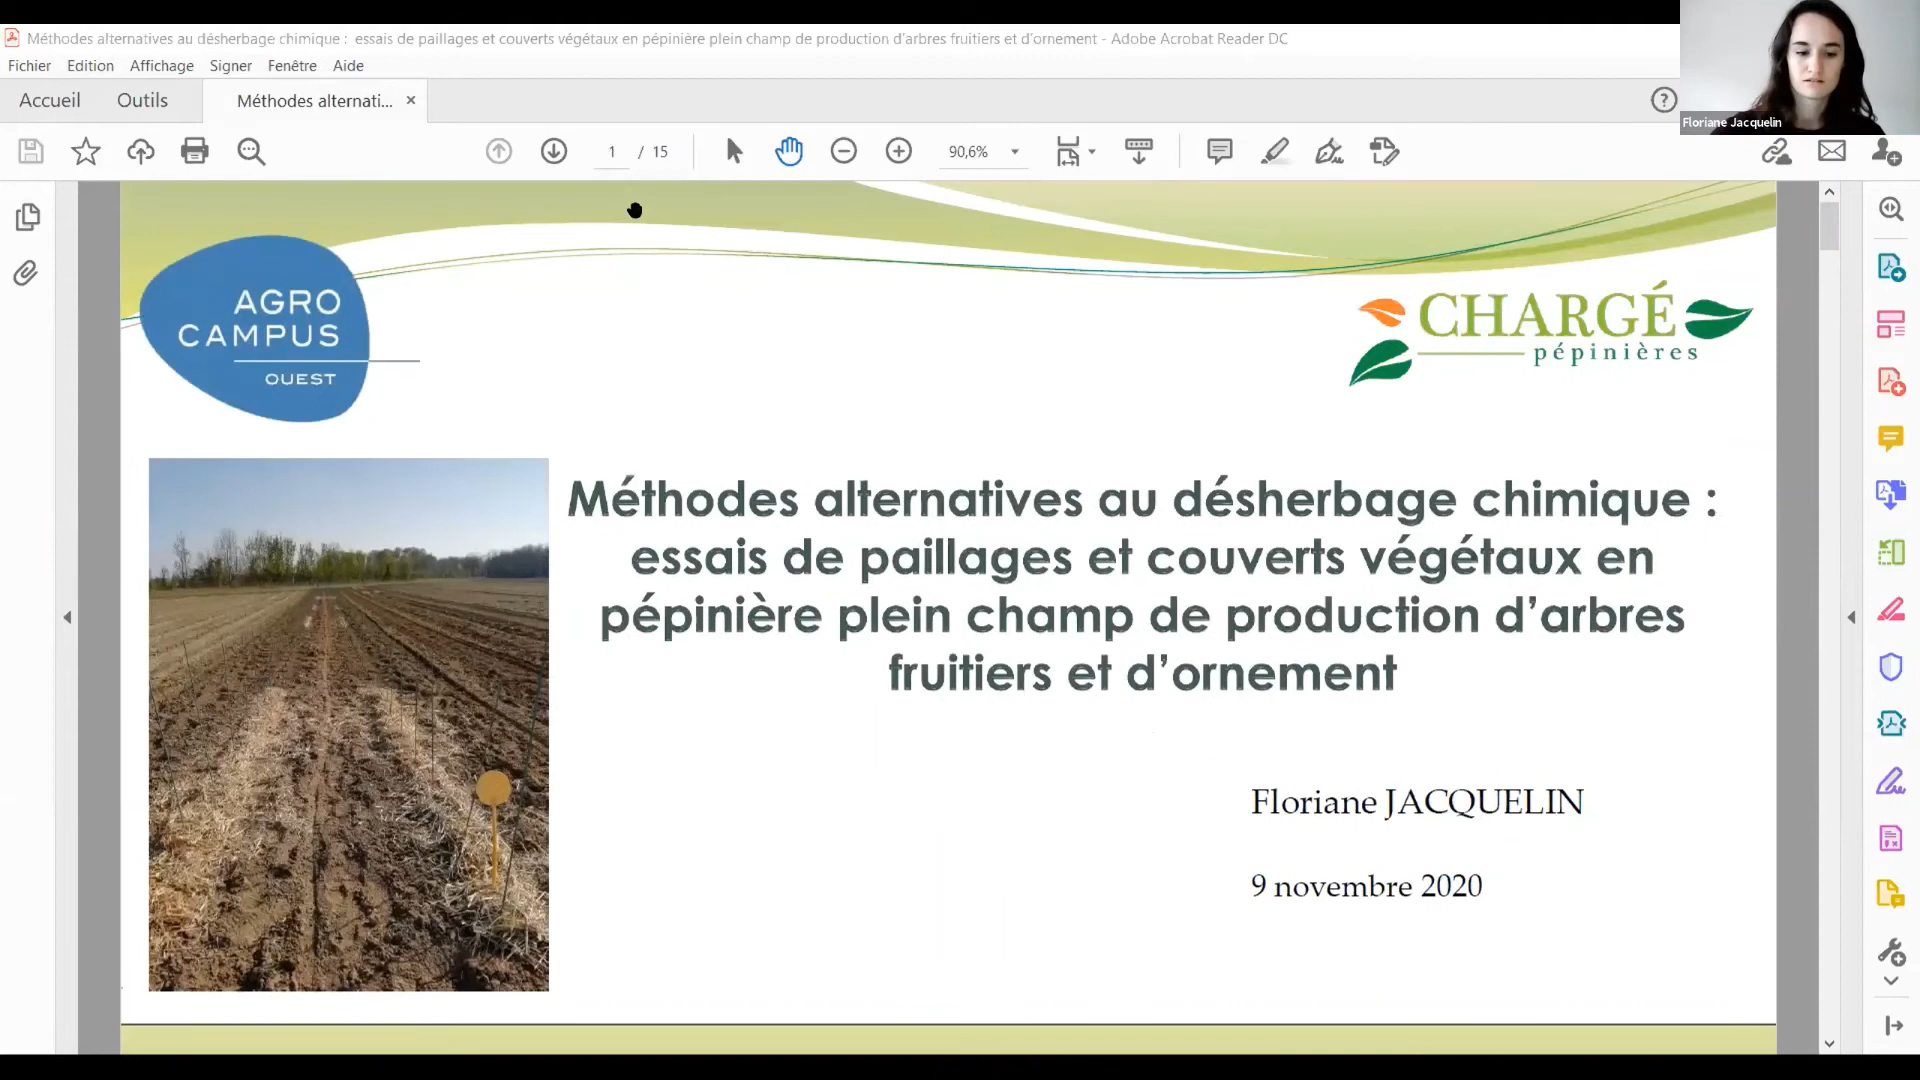 Méthodes alternatives au désherbage chimique : essais de paillages et couverts végétaux en pépinière plein champ de production d'arbres fruitiers et d'ornement - Adobe Acrobat Reader DC
Fichier Edition Affichage Signer Fenêtre Aide
Accueil Outils Méthodes alternati... ×
Floriane Jacquelin
1 / 15 90,6%
AGRO
CAMPUS
OUEST
CHARGÉ
pépinières
Méthodes alternatives au désherbage chimique :
essais de paillages et couverts végétaux en
pépinière plein champ de production d'arbres
fruitiers et d'ornement
Floriane JACQUELIN
9 novembre 2020